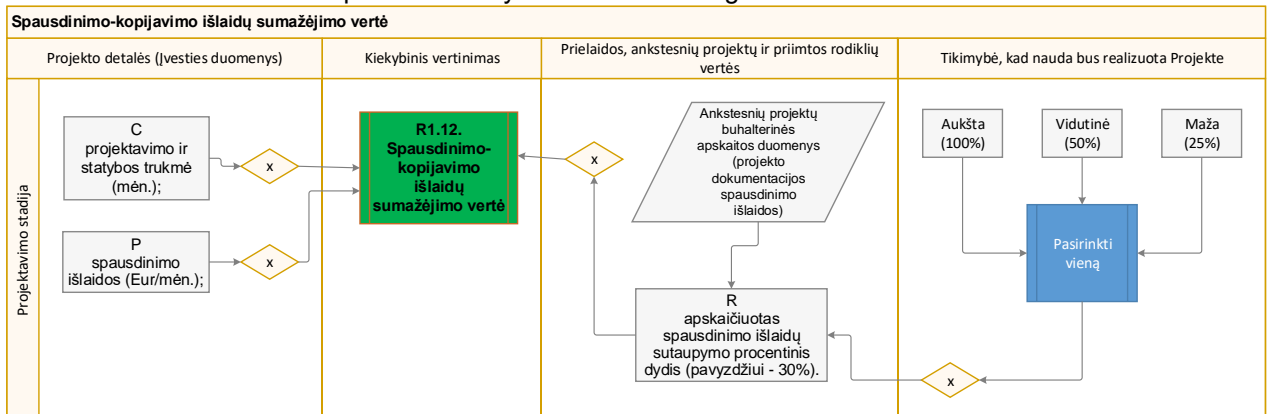 Spausdinimo-kopijavimo išlaidų sumažėjimo vertė
Projekto detalės (Įvesties duomenys)
Kiekybinis vertinimas
Prielaidos, ankstesnių projektų ir priimtos rodiklių
vertės
Tikimybė, kad nauda bus realizuota Projekte
Projektavimo stadija
C
projektavimo ir
statybos trukmė
(mėn.);
x
P
spausdinimo
išlaidos (Eur/mėn.);
x
R1.12.
Spausdinimo-
kopijavimo
išlaidų
sumažėjimo vertė
x
Ankstesnių projektų
buhalterinės
apskaitos duomenys
(projekto
dokumentacijos
spausdinimo
išlaidos)
R
apskaičiuotas
spausdinimo išlaidų
sutaupymo procentinis
dydis (pavyzdžiui - 30%).
Aukšta
(100%)
Vidutinė
(50%)
Maža
(25%)
Pasirinkti
vieną
x